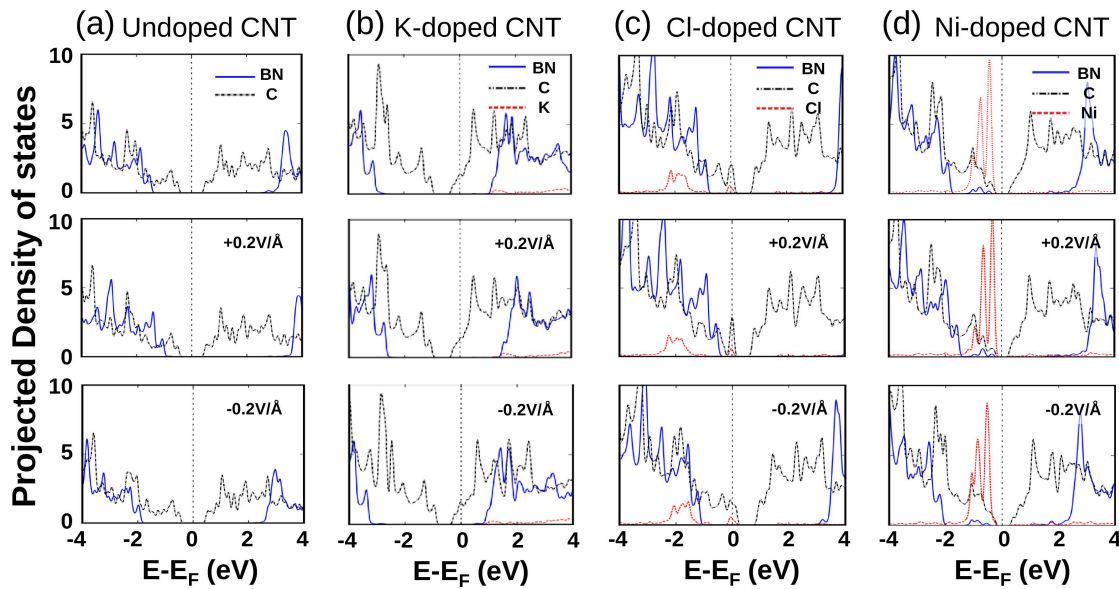 (a) Undoped CNT
(b) K-doped CNT
(c) Cl-doped CNT
(d) Ni-doped CNT
Projected Density of states
10
5
0
BN
C
BN
C
K
BN
C
Cl
BN
C
Ni
10
5
0
+0.2V/Å
+0.2V/Å
+0.2V/Å
+0.2V/Å
10
5
0
-0.2V/Å
-0.2V/Å
-0.2V/Å
-0.2V/Å
-4 -2 0 2 4
-4 -2 0 2 4
-4 -2 0 2 4
-4 -2 0 2 4
E-EF (eV)
E-EF (eV)
E-EF (eV)
E-EF (eV)